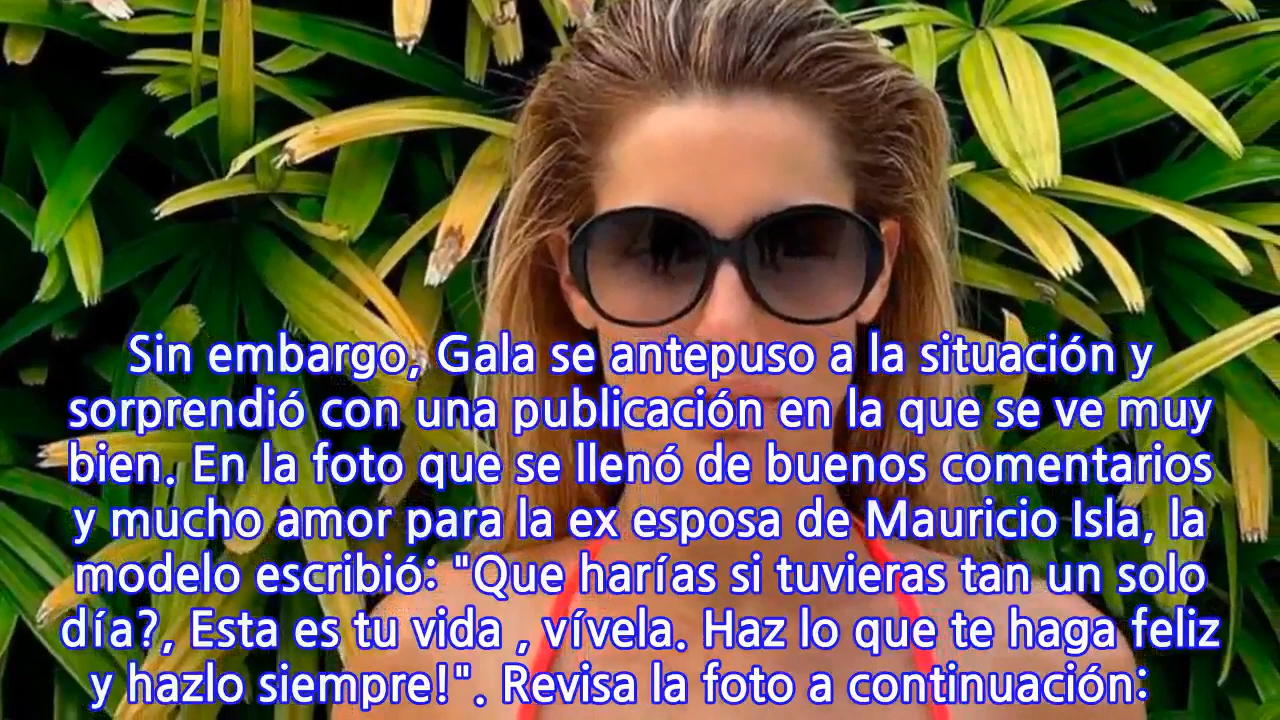 Sin embargo, Gala se antepuso a la situación y
sorprendió con una publicación en la que se ve muy
bien. En la foto que se llenó de buenos comentarios
y mucho amor para la ex esposa de Mauricio Isla, la
modelo escribió: "Que harías si tuvieras tan un solo
día?, Esta es tu vida , vívela. Haz lo que te haga feliz
y hazlo siempre!". Revisa la foto a continuación: